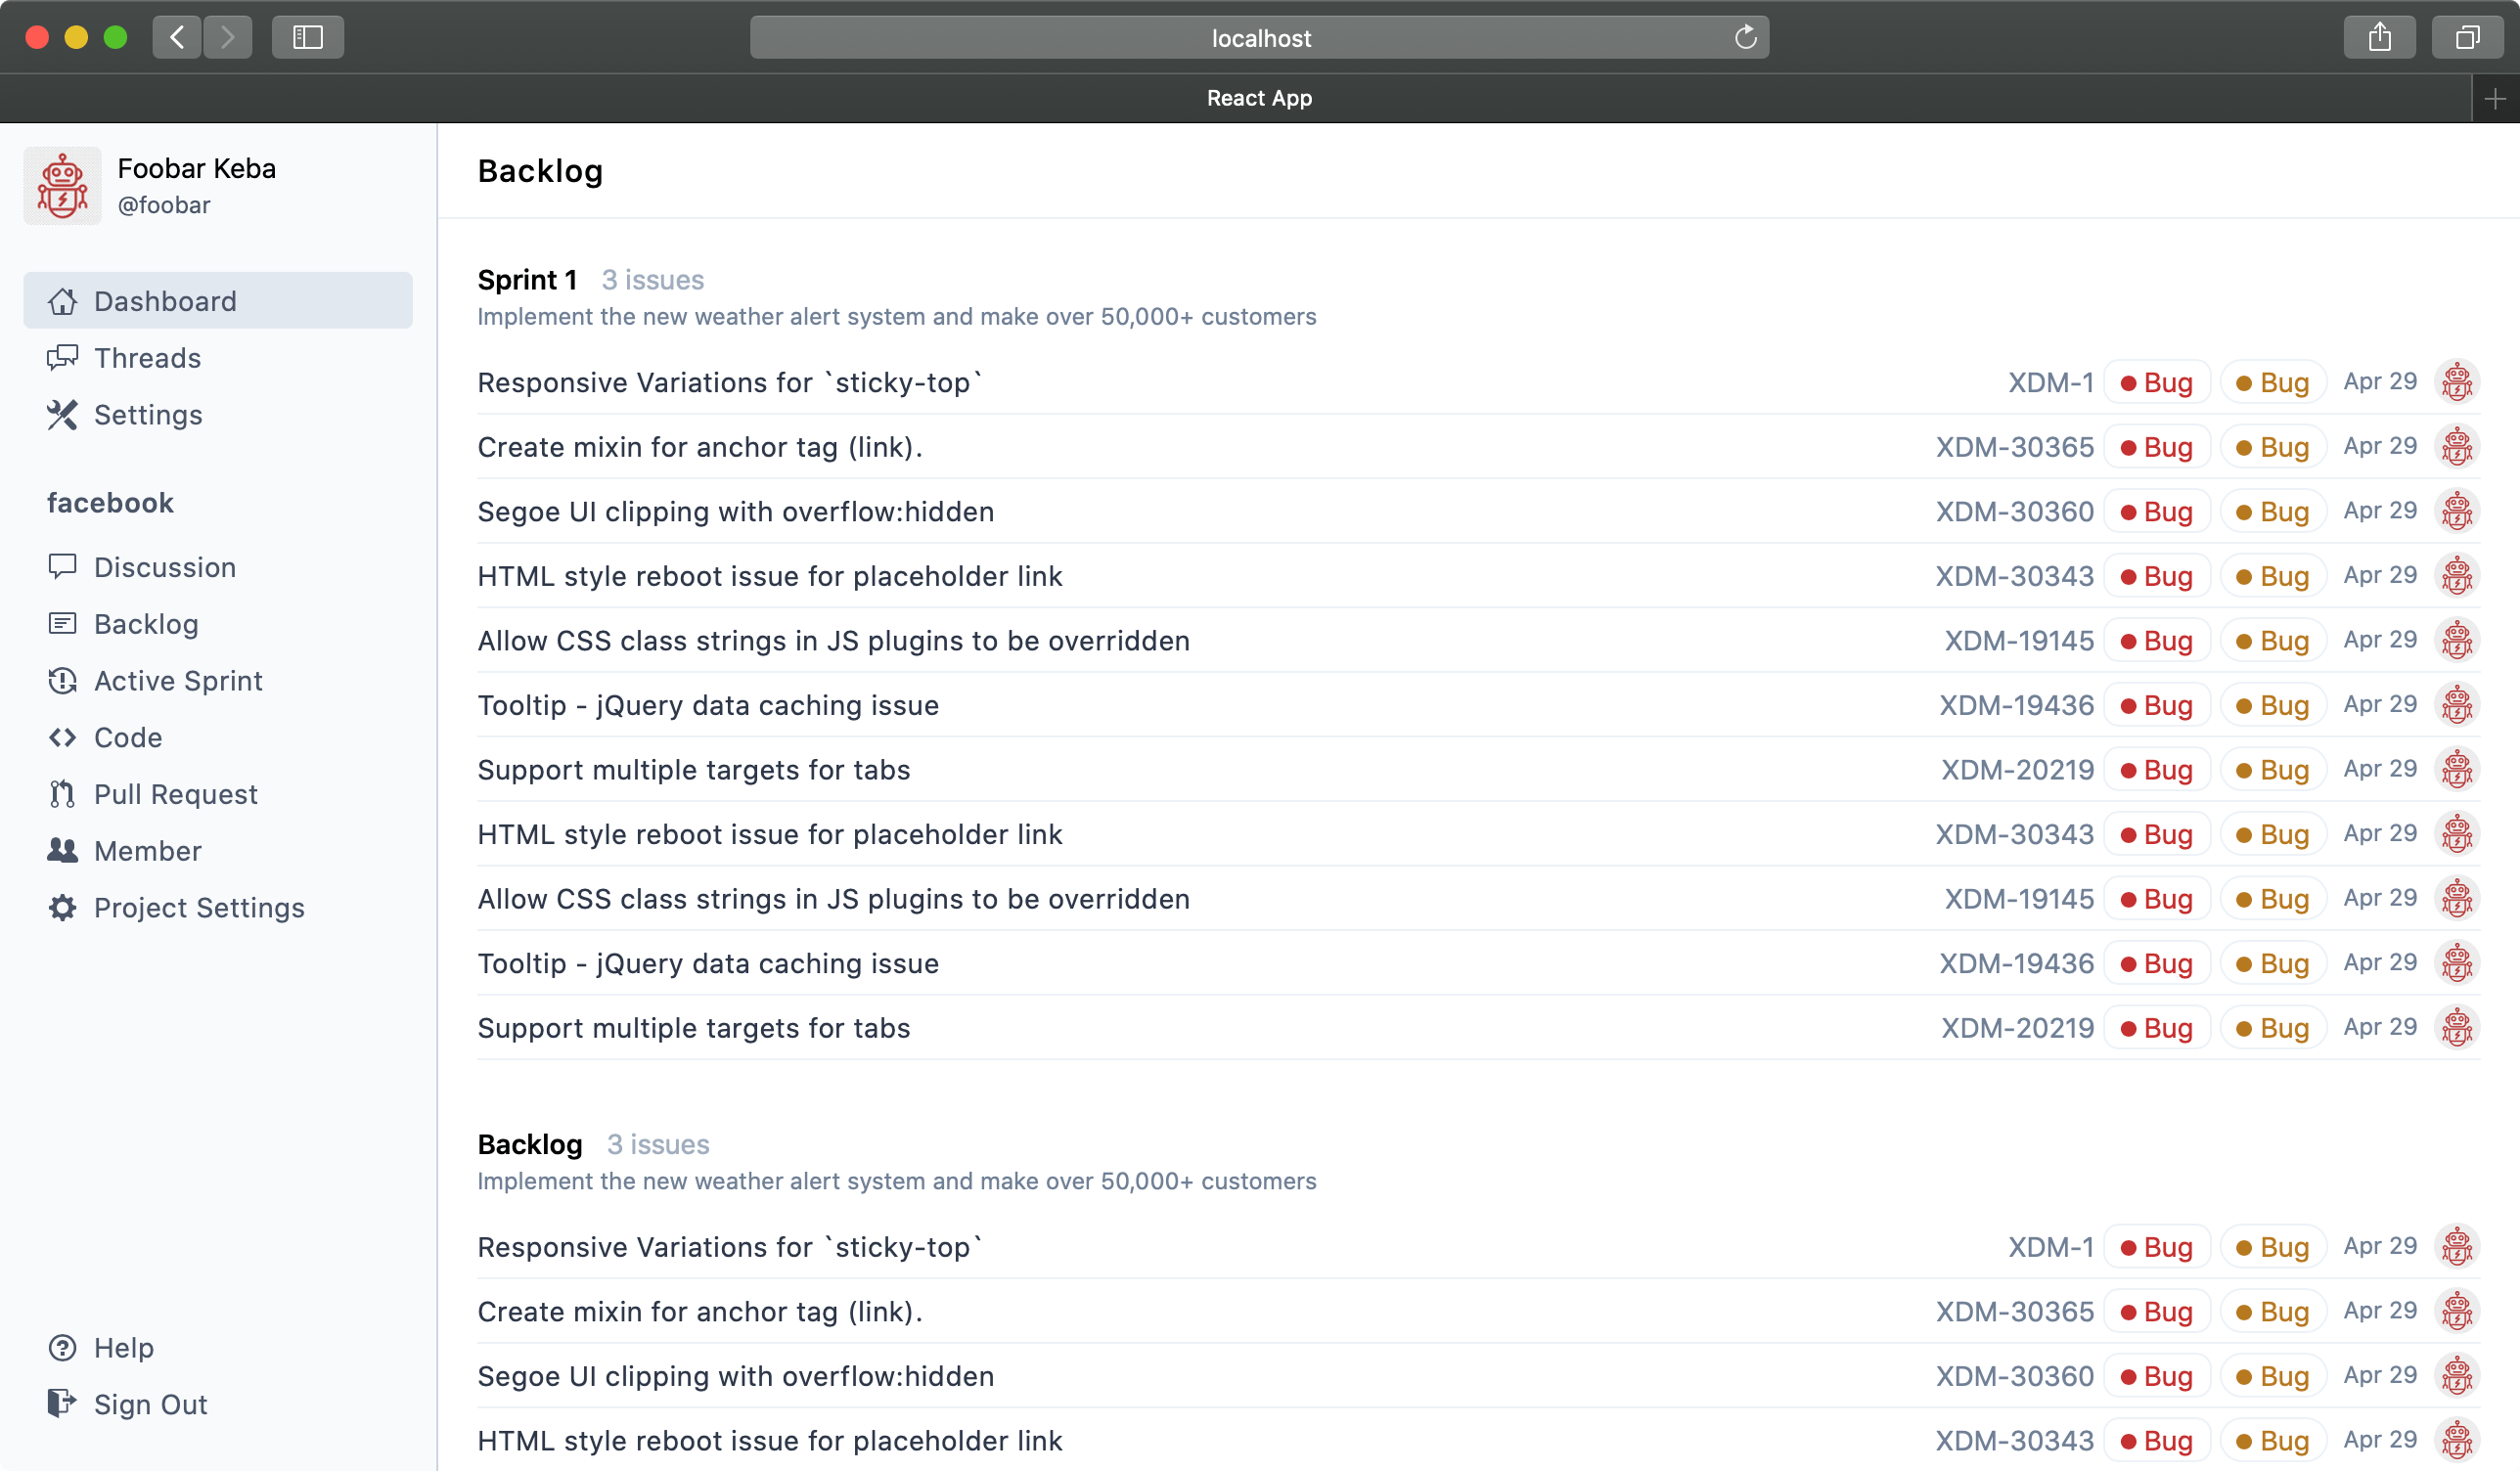 localhost
React App
Foobar Keba
@foobar
Dashboard
Threads
Settings
facebook
Discussion
Backlog
Active Sprint
Code
Pull Request
Member
Project Settings
Help
Sign Out
Backlog
Sprint 1 3 issues
Implement the new weather alert system and make over 50,000+ customers
Responsive Variations for `sticky-top` XDM-1 Bug Bug Apr 29
Create mixin for anchor tag (link). XDM-30365 Bug Bug Apr 29
Segoe UI clipping with overflow:hidden XDM-30360 Bug Bug Apr 29
HTML style reboot issue for placeholder link XDM-30343 Bug Bug Apr 29
Allow CSS class strings in JS plugins to be overridden XDM-19145 Bug Bug Apr 29
Tooltip - jQuery data caching issue XDM-19436 Bug Bug Apr 29
Support multiple targets for tabs XDM-20219 Bug Bug Apr 29
HTML style reboot issue for placeholder link XDM-30343 Bug Bug Apr 29
Allow CSS class strings in JS plugins to be overridden XDM-19145 Bug Bug Apr 29
Tooltip - jQuery data caching issue XDM-19436 Bug Bug Apr 29
Support multiple targets for tabs XDM-20219 Bug Bug Apr 29
Backlog 3 issues
Implement the new weather alert system and make over 50,000+ customers
Responsive Variations for `sticky-top` XDM-1 Bug Bug Apr 29
Create mixin for anchor tag (link). XDM-30365 Bug Bug Apr 29
Segoe UI clipping with overflow:hidden XDM-30360 Bug Bug Apr 29
HTML style reboot issue for placeholder link XDM-30343 Bug Bug Apr 29